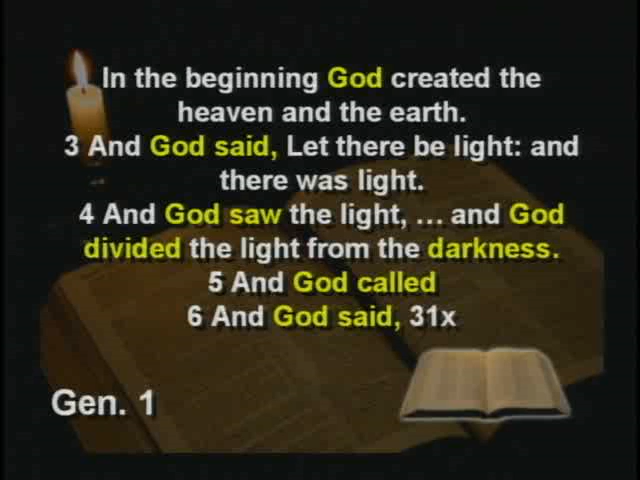 In the beginning God created the
heaven and the earth.
3 And God said, Let there be light: and
there was light.
4 And God saw the light, … and God
divided the light from the darkness.
5 And God called
6 And God said, 31x
Gen. 1